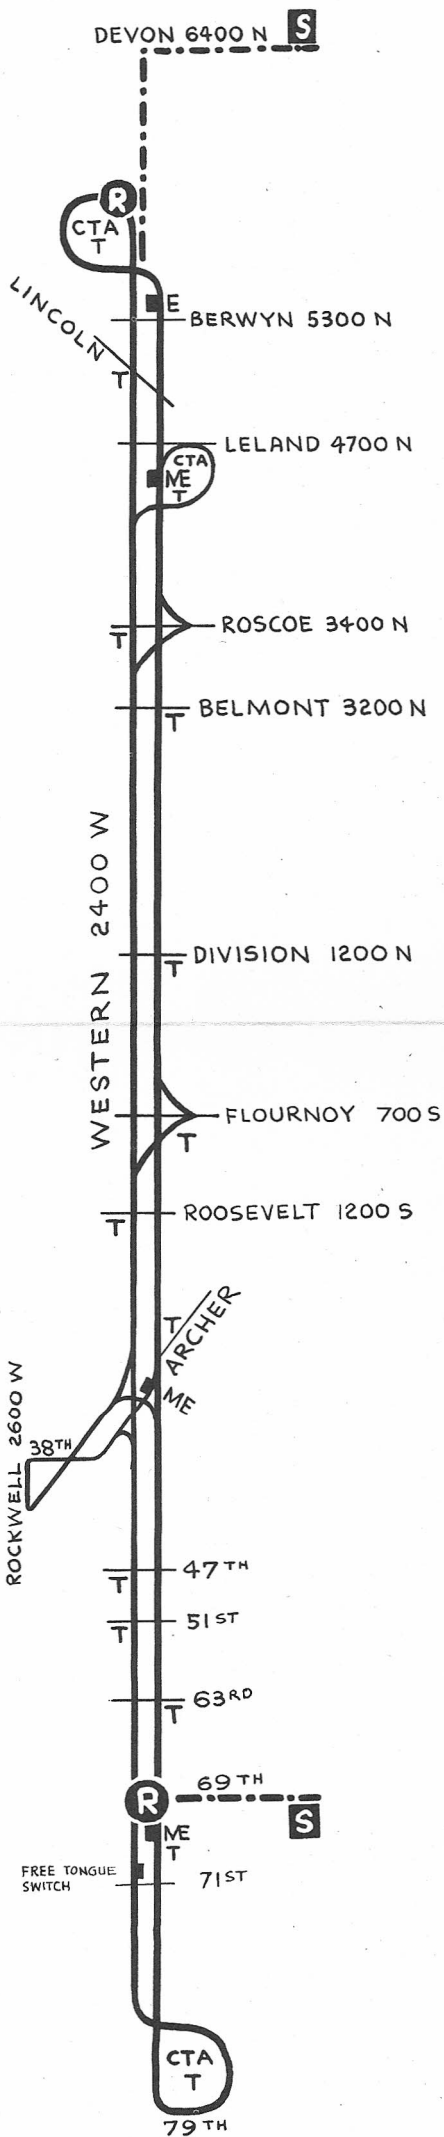 DEVON 6400 N S
R
CTA
T
E
LINCOLN
BERWYN 5300 N
T
LELAND 4700 N
CTA
ME
T
ROSCOE 3400 N
T
BELMONT 3200 N
T
WESTERN 2400 W
DIVISION 1200 N
T
FLOURNOY 700 S
T
ROOSEVELT 1200 S
T
T
ARCHER
ME
ROCKWELL 2600 W
38TH
47TH
T
51ST
T
63RD
T
69TH
R
S
ME
T
FREE TONGUE
SWITCH
71ST
CTA
T
79TH